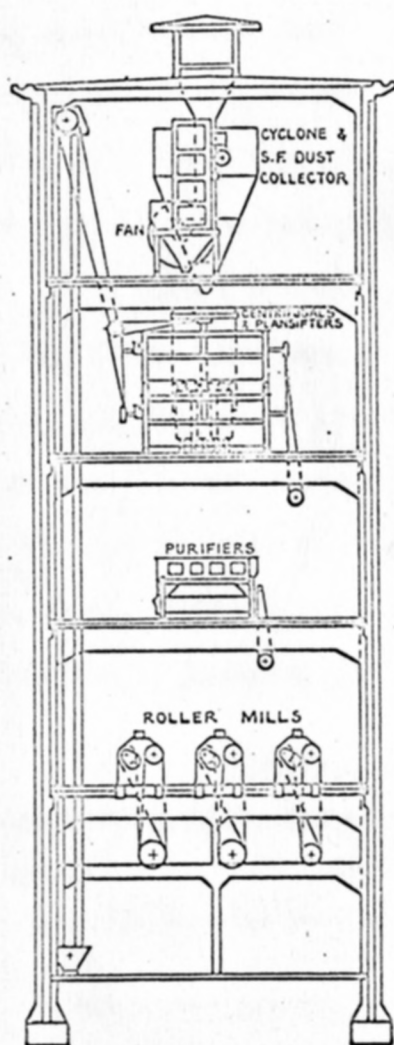 CYCLONE &
S.F. DUST
COLLECTOR
FAN
CENTRIFUGALS
& PLANSIFTERS
PURIFIERS
ROLLER MILLS